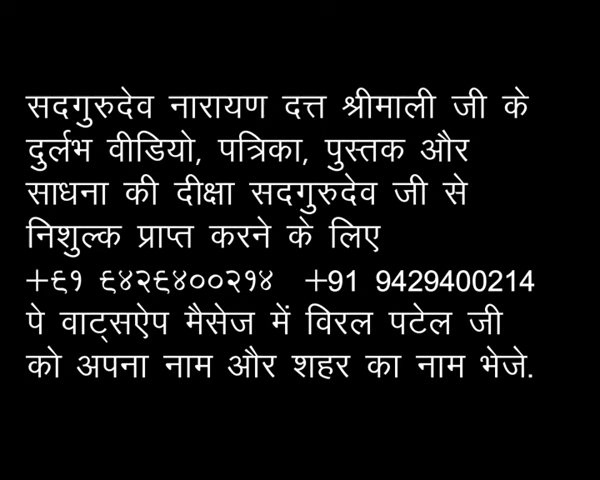 सदगुरुदेव नारायण दत्त श्रीमाली जी के
दुर्लभ वीडियो, पत्रिका, पुस्तक और
साधना की दीक्षा सदगुरुदेव जी से
निशुल्क प्राप्त करने के लिए
+९१ ९४२९४००२१४ +91 9429400214
पे वाट्सऐप मैसेज में विरल पटेल जी
को अपना नाम और शहर का नाम भेजे.